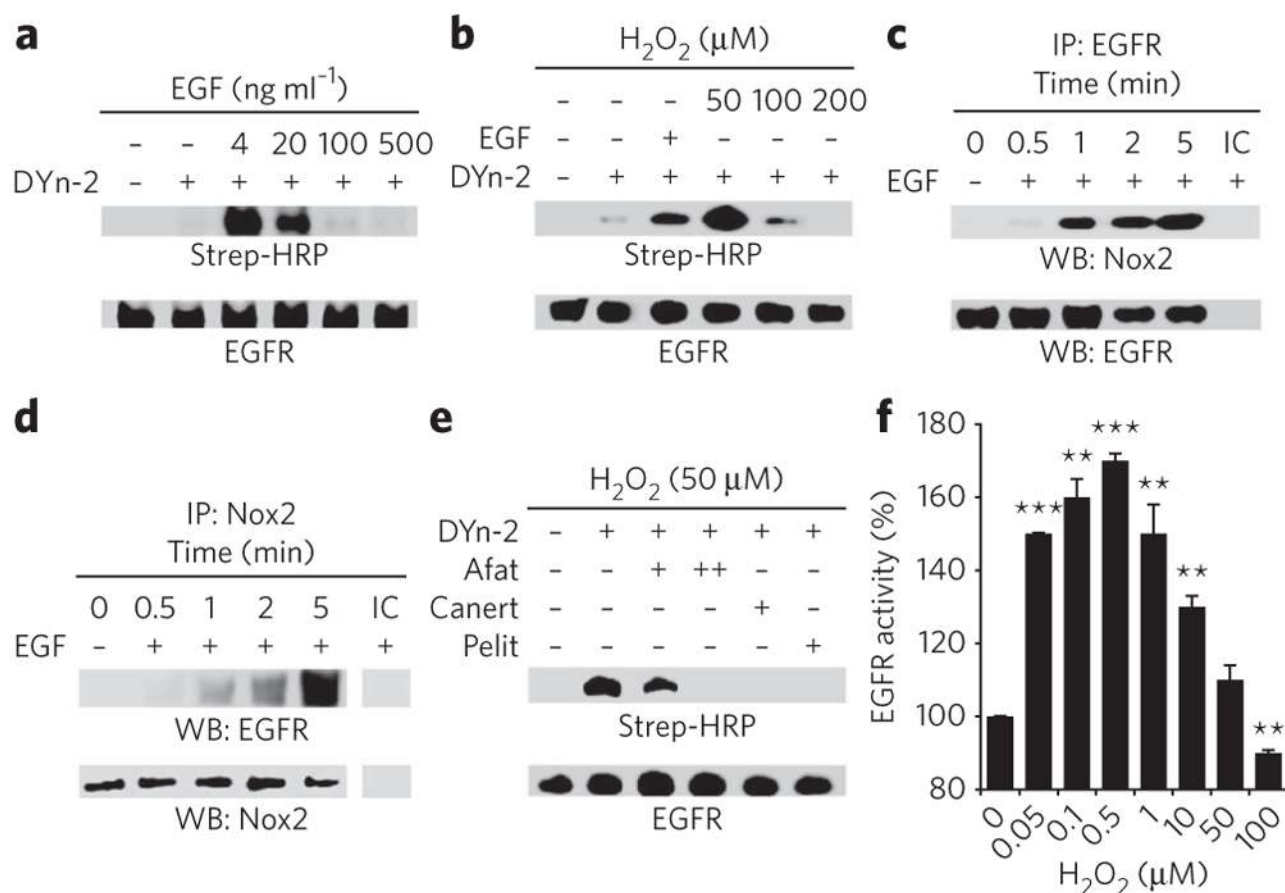 a
EGF (ng ml⁻¹)
– – 4 20 100 500
DYn-2 – + + + + +
Strep-HRP
EGFR
b
H₂O₂ (μM)
– – – 50 100 200
EGF – – + – – –
DYn-2 – + + + + +
Strep-HRP
EGFR
c
IP: EGFR
Time (min)
0 0.5 1 2 5 IC
EGF – + + + + +
WB: Nox2
WB: EGFR
d
IP: Nox2
Time (min)
0 0.5 1 2 5 IC
EGF – + + + + +
WB: EGFR
WB: Nox2
e
H₂O₂ (50 μM)
DYn-2 – + + + + +
Afat – – + ++ – –
Canert – – – – + –
Pelit – – – – – +
Strep-HRP
EGFR
f
EGFR activity (%)
180
160
140
120
100
80
*** ** *** ** ** **
0 0.05 0.1 0.5 1 10 50 100
H₂O₂ (μM)